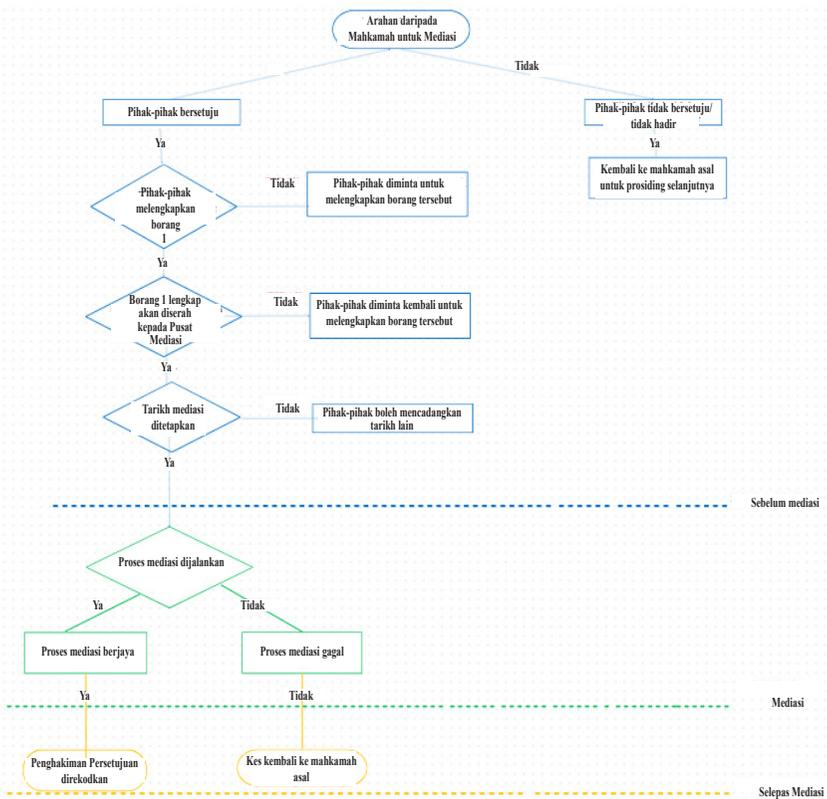 Arahan daripada
Mahkamah untuk Mediasi
Tidak
Pihak-pihak bersetuju
Pihak-pihak tidak bersetuju/
tidak hadir
Ya
Ya
Kembali ke mahkamah asal
untuk prosiding selanjutnya
Pihak-pihak
melengkapkan
borang
1
Tidak
Pihak-pihak diminta untuk
melengkapkan borang tersebut
Ya
Borang 1 lengkap
akan diserah
kepada Pusat
Mediasi
Tidak
Pihak-pihak diminta kembali untuk
melengkapkan borang tersebut
Ya
Tarikh mediasi
ditetapkan
Tidak
Pihak-pihak boleh mencadangkan
tarikh lain
Ya
Sebelum mediasi
Proses mediasi dijalankan
Ya
Tidak
Proses mediasi berjaya
Proses mediasi gagal
Ya
Tidak
Mediasi
Penghakiman Persetujuan
direkodkan
Kes kembali ke mahkamah
asal
Selepas Mediasi